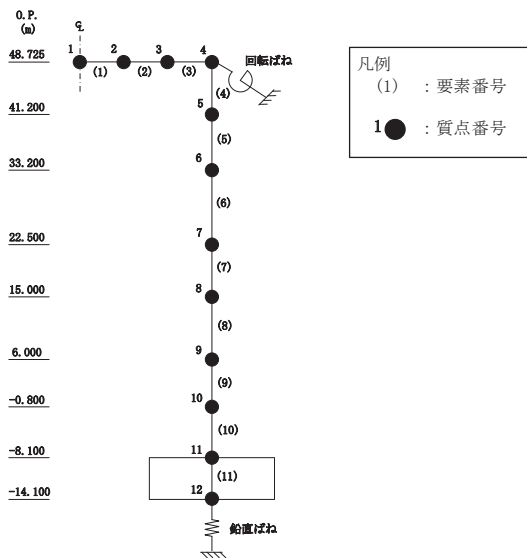 O.P.
(m)
℄
48.725
1 2 3 4
回転ばね
(1) (2) (3)
(4)
41.200
5
(5)
33.200
6
(6)
22.500
7
(7)
15.000
8
(8)
6.000
9
(9)
-0.800
10
(10)
-8.100
11
(11)
-14.100
12
鉛直ばね
凡例
(1) :要素番号
1 :質点番号